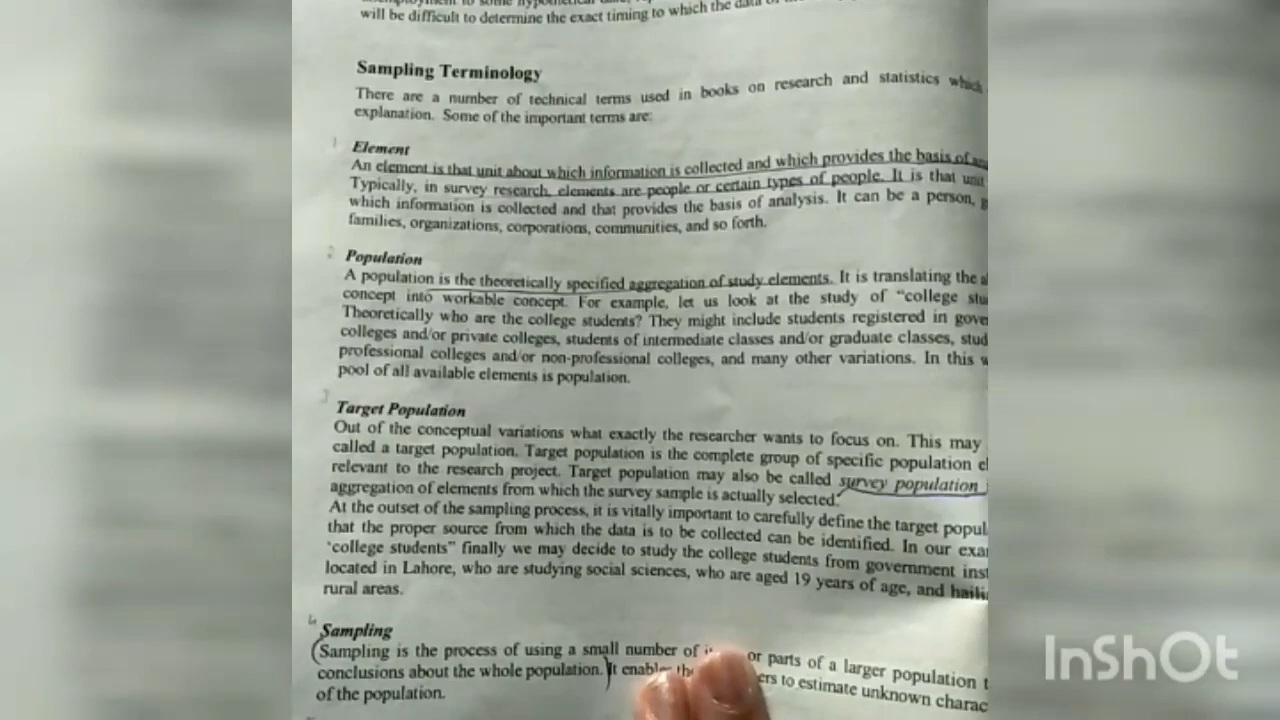 will be difficult to determine the exact timing to which the data
Sampling Terminology
There are a number of technical terms used in books on research and statistics which
explanation. Some of the important terms are:
1 Element
An element is that unit about which information is collected and which provides the basis of
Typically, in survey research, elements are people or certain types of people. It is that unit
which information is collected and that provides the basis of analysis. It can be a person,
families, organizations, corporations, communities, and so forth.
2 Population
A population is the theoretically specified aggregation of study elements. It is translating the
concept into workable concept. For example, let us look at the study of "college stu
Theoretically who are the college students? They might include students registered in gove
colleges and/or private colleges, students of intermediate classes and/or graduate classes, stud
professional colleges and/or non-professional colleges, and many other variations. In this w
pool of all available elements is population.
3 Target Population
Out of the conceptual variations what exactly the researcher wants to focus on. This may
called a target population. Target population is the complete group of specific population el
relevant to the research project. Target population may also be called survey population
aggregation of elements from which the survey sample is actually selected.
At the outset of the sampling process, it is vitally important to carefully define the target popul
that the proper source from which the data is to be collected can be identified. In our exa
"college students" finally we may decide to study the college students from government inst
located in Lahore, who are studying social sciences, who are aged 19 years of age, and haili
rural areas.
Sampling
(Sampling is the process of using a small number of or parts of a larger population t
conclusions about the whole population.) It enables ers to estimate unknown charac
of the population.
InShOt